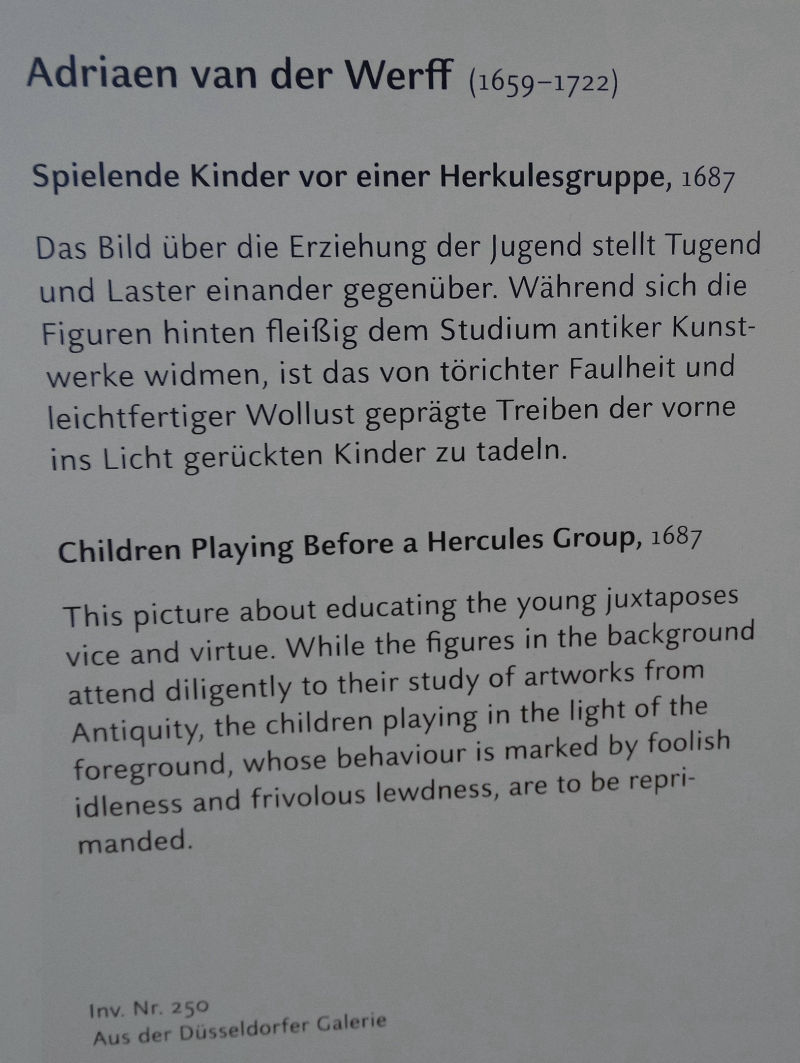 Adriaen van der Werff (1659–1722)
Spielende Kinder vor einer Herkulesgruppe, 1687
Das Bild über die Erziehung der Jugend stellt Tugend
und Laster einander gegenüber. Während sich die
Figuren hinten fleißig dem Studium antiker Kunst-
werke widmen, ist das von törichter Faulheit und
leichtfertiger Wollust geprägte Treiben der vorne
ins Licht gerückten Kinder zu tadeln.
Children Playing Before a Hercules Group, 1687
This picture about educating the young juxtaposes
vice and virtue. While the figures in the background
attend diligently to their study of artworks from
Antiquity, the children playing in the light of the
foreground, whose behaviour is marked by foolish
idleness and frivolous lewdness, are to be repri-
manded.
Inv. Nr. 250
Aus der Düsseldorfer Galerie